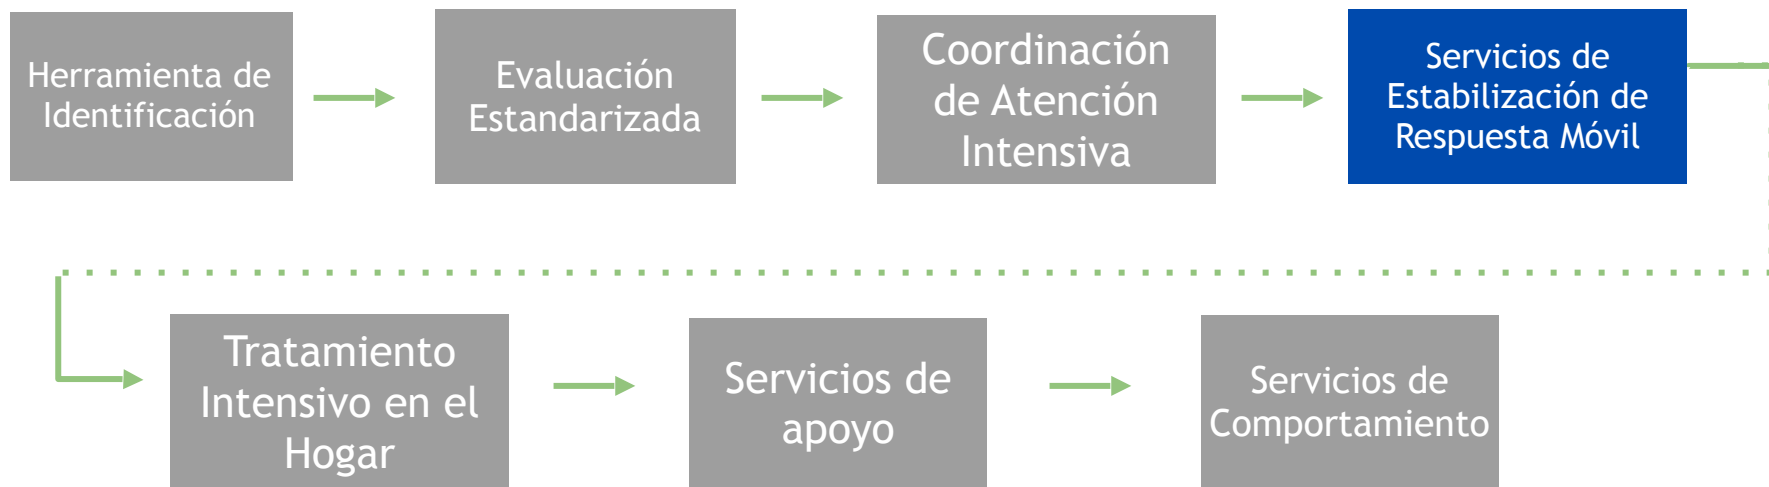 Herramienta de
Identificación
Evaluación
Estandarizada
Coordinación
de Atención
Intensiva
Servicios de
Estabilización de
Respuesta Móvil
Tratamiento
Intensivo en el
Hogar
Servicios de
apoyo
Servicios de
Comportamiento